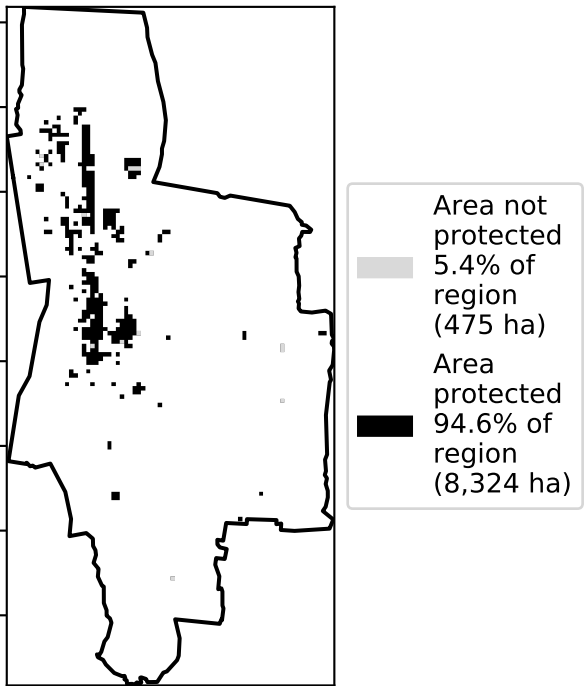 Area not
protected
5.4% of
region
(475 ha)
Area
protected
94.6% of
region
(8,324 ha)